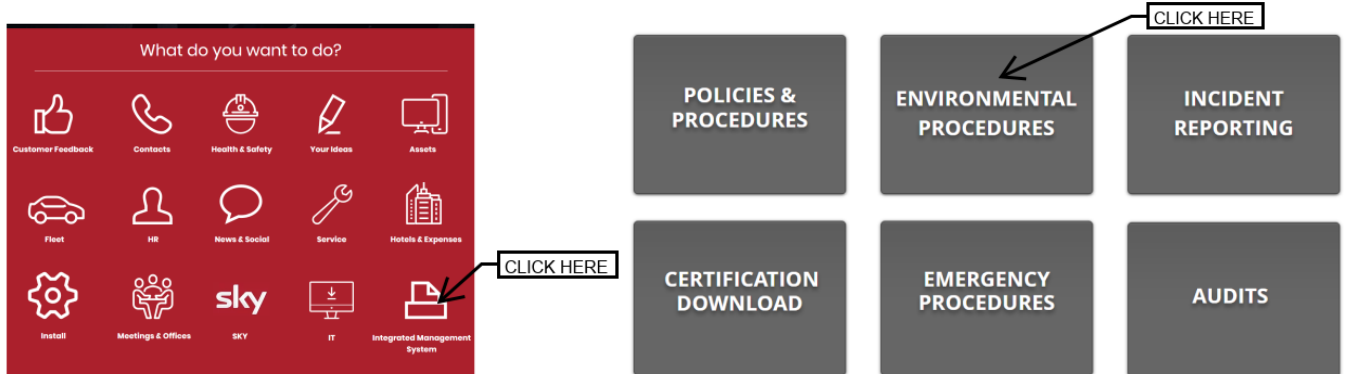 What do you want to do?
Customer Feedback
Contacts
Health & Safety
Your Ideas
Assets
Fleet
HR
News & Social
Service
Hotels & Expenses
sky
Install
Meetings & Offices
SKY
IT
Integrated Management
System
CLICK HERE
CLICK HERE
POLICIES &
PROCEDURES
ENVIRONMENTAL
PROCEDURES
INCIDENT
REPORTING
CERTIFICATION
DOWNLOAD
EMERGENCY
PROCEDURES
AUDITS